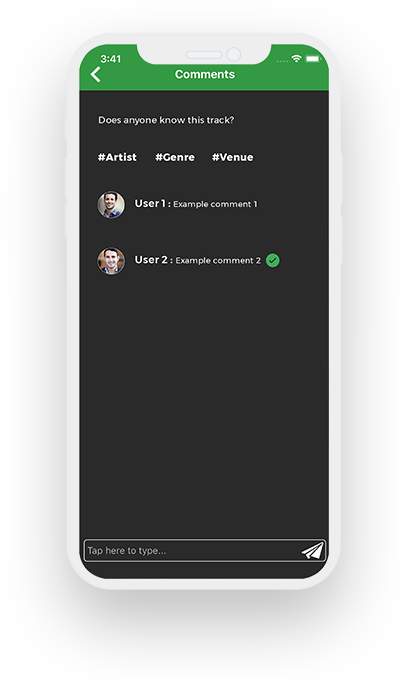 3:41
Comments
Does anyone know this track?
#Artist #Genre #Venue
User 1 : Example comment 1
User 2 : Example comment 2
Tap here to type...